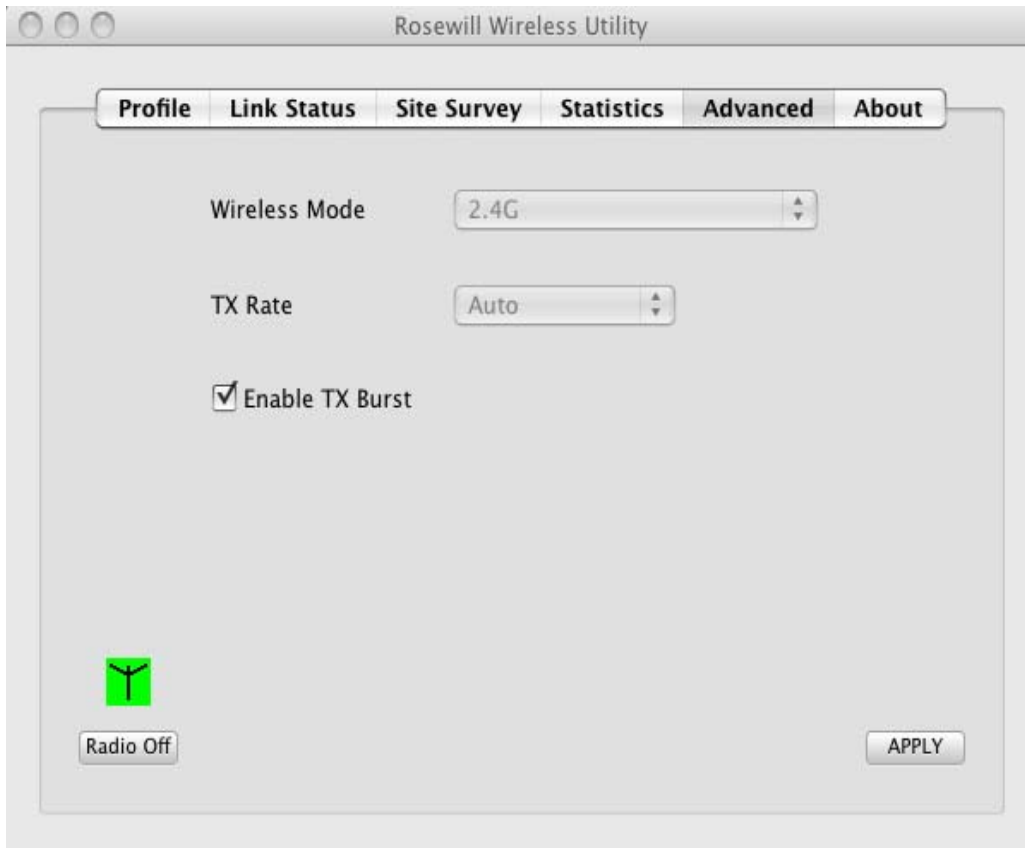 Rosewill Wireless Utility
Profile Link Status Site Survey Statistics Advanced About
Wireless Mode 2.4G
TX Rate Auto
Enable TX Burst
Radio Off APPLY